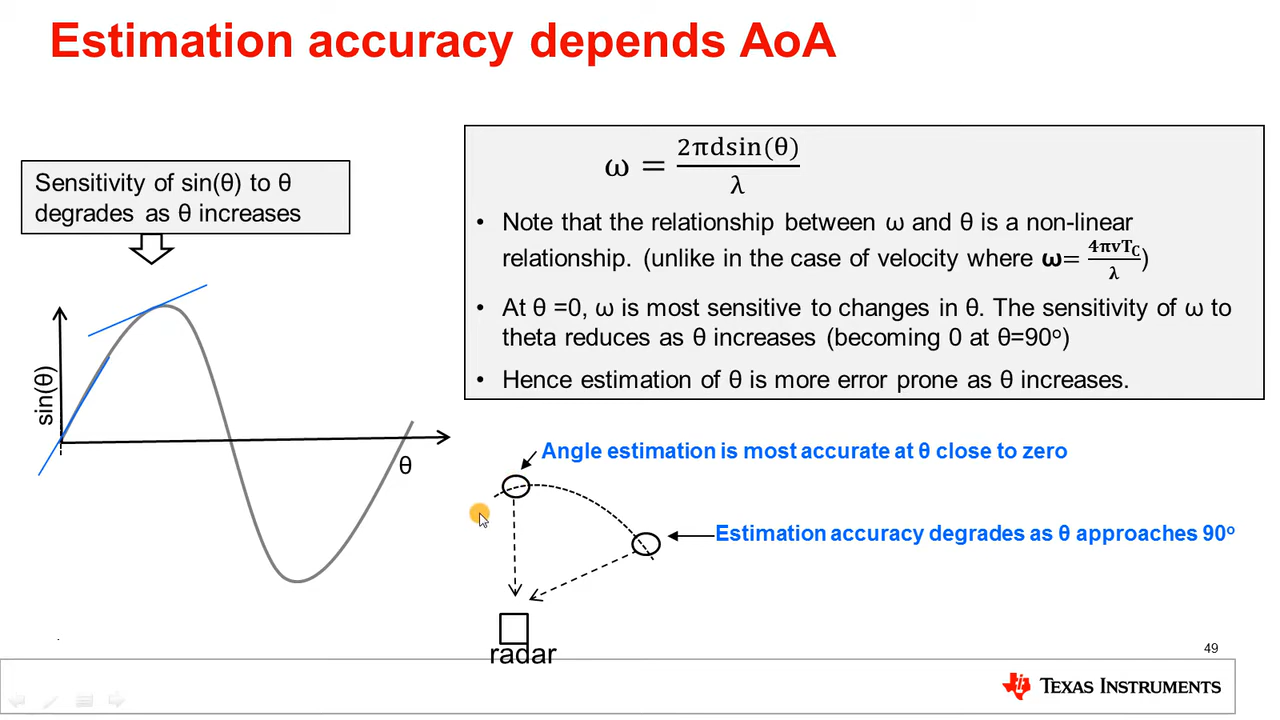 Estimation accuracy depends AoA
Sensitivity of sin(θ) to θ
degrades as θ increases
sin(θ)
θ
ω = 2πdsin(θ)/λ
• Note that the relationship between ω and θ is a non-linear
relationship. (unlike in the case of velocity where ω= 4πvT_C/λ)
• At θ =0, ω is most sensitive to changes in θ. The sensitivity of ω to
theta reduces as θ increases (becoming 0 at θ=90°)
• Hence estimation of θ is more error prone as θ increases.
Angle estimation is most accurate at θ close to zero
Estimation accuracy degrades as θ approaches 90°
radar
49
TEXAS INSTRUMENTS